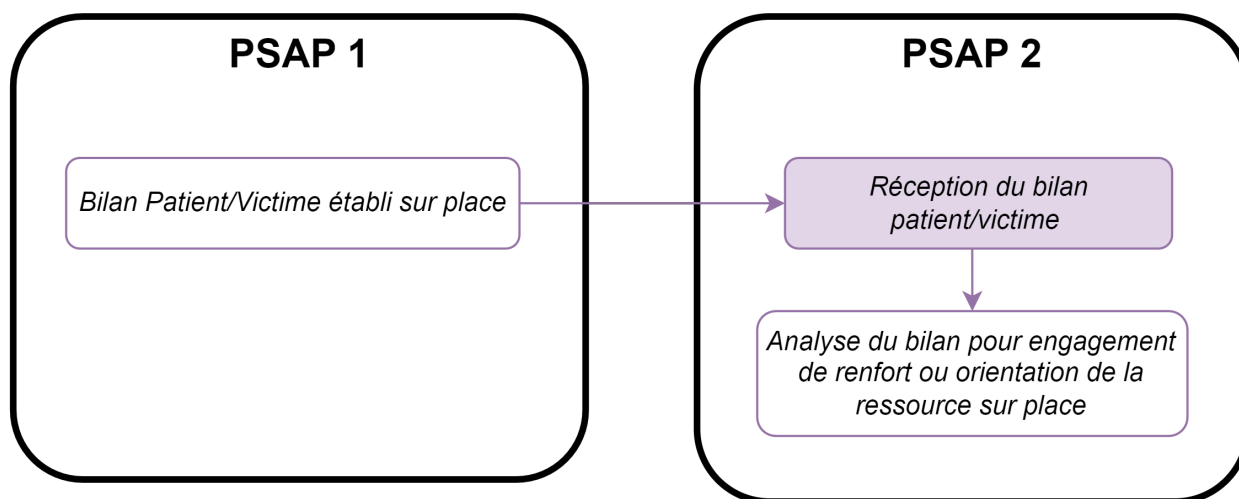 PSAP 1
Bilan Patient/Victime établi sur place
PSAP 2
Réception du bilan
patient/victime
Analyse du bilan pour engagement
de renfort ou orientation de la
ressource sur place